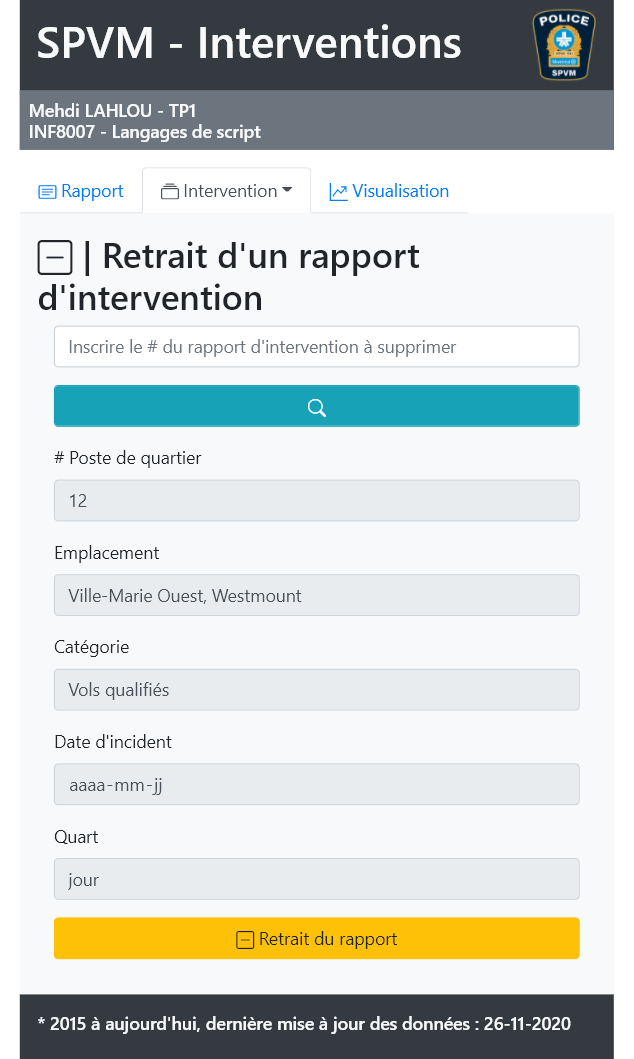 SPVM - Interventions
POLICE
SPVM
Mehdi LAHLOU - TP1
INF8007 - Langages de script
Rapport
Intervention
Visualisation
| Retrait d'un rapport
d'intervention
Inscrire le # du rapport d'intervention à supprimer
# Poste de quartier
12
Emplacement
Ville-Marie Ouest, Westmount
Catégorie
Vols qualifiés
Date d'incident
aaaa-mm-jj
Quart
jour
Retrait du rapport
* 2015 à aujourd'hui, dernière mise à jour des données : 26-11-2020